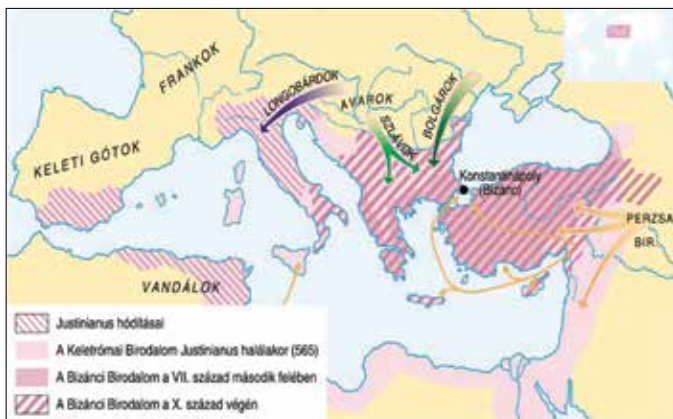 FRANKOK
LONGOBÁRDOK
AVAROK
SZLÁVOK
BOLGÁROK
KELETI GÓTOK
Konstantinápoly
(Bizánc)
PERZSA
BIR.
VANDÁLOK
Justinianus hódításai
A Keletrómai Birodalom Justinianus halálakor (565)
A Bizánci Birodalom a VII. század második felében
A Bizánci Birodalom a X. század végén